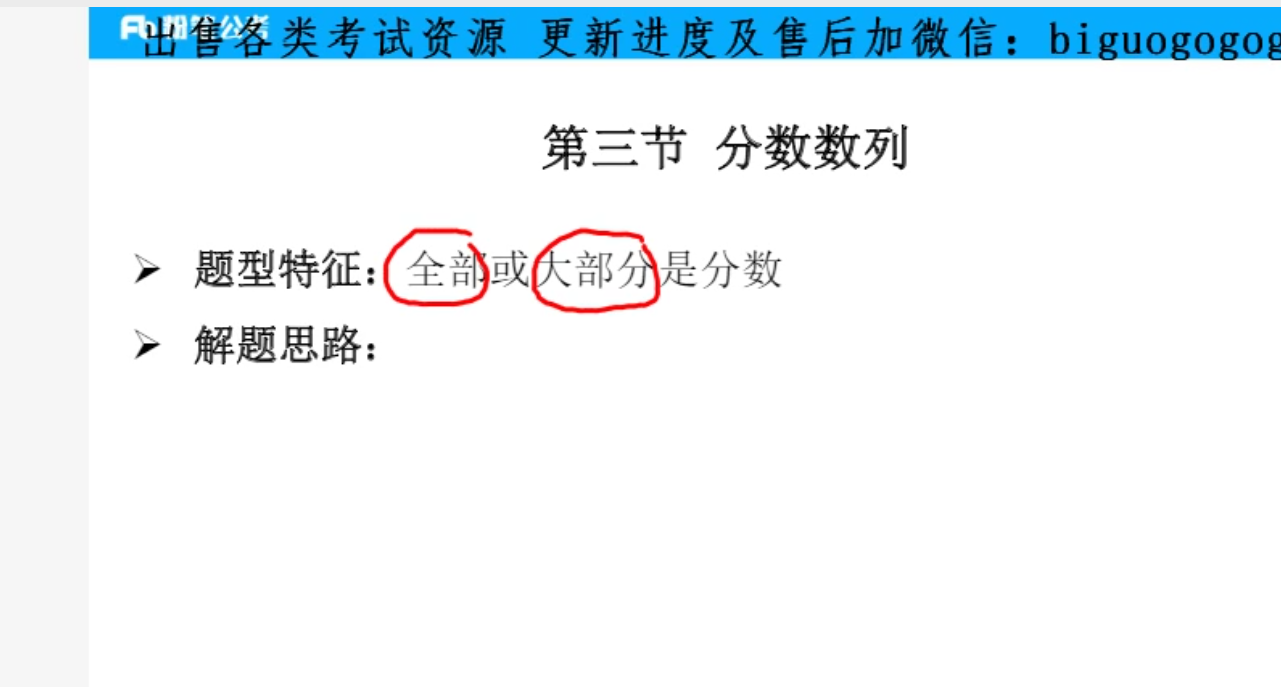 出售各类考试资源 更新进度及售后加微信：biguogogog
第三节 分数数列
➢ 题型特征：全部或大部分是分数
➢ 解题思路：